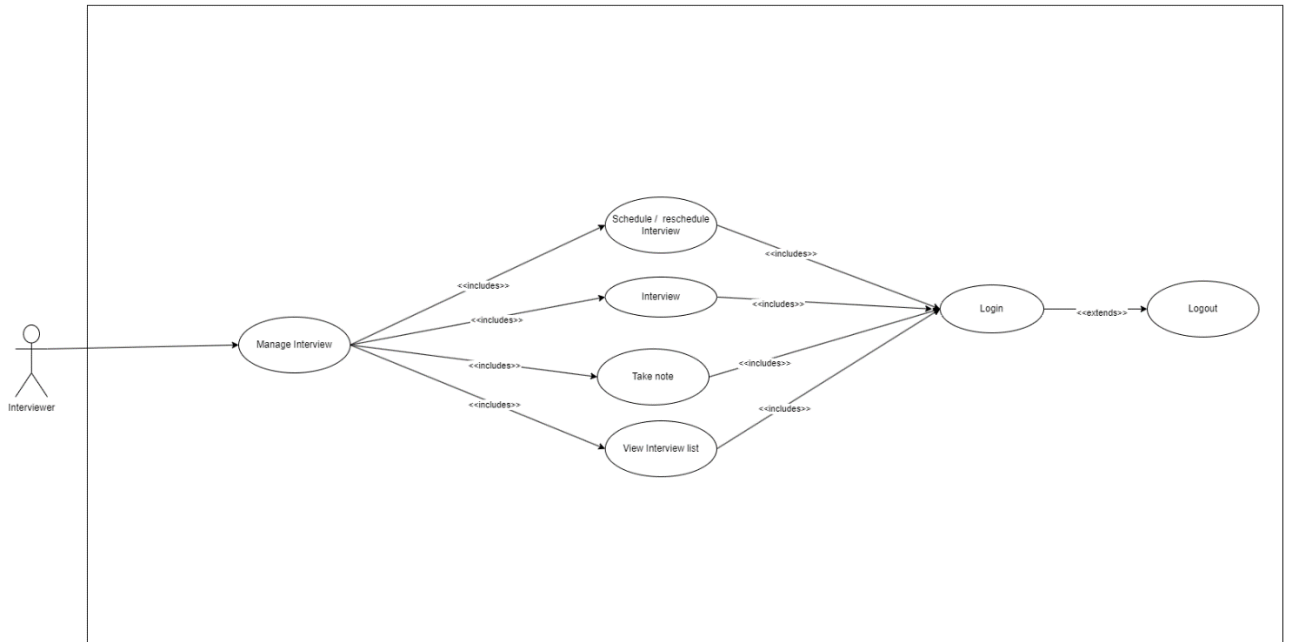 Schedule / reschedule
Interview
<<includes>>
<<includes>>
Interview
<<includes>>
<<includes>>
Login
<<extends>>
Logout
Interviewer
Manage Interview
<<includes>>
Take note
<<includes>>
<<includes>>
View Interview list
<<includes>>